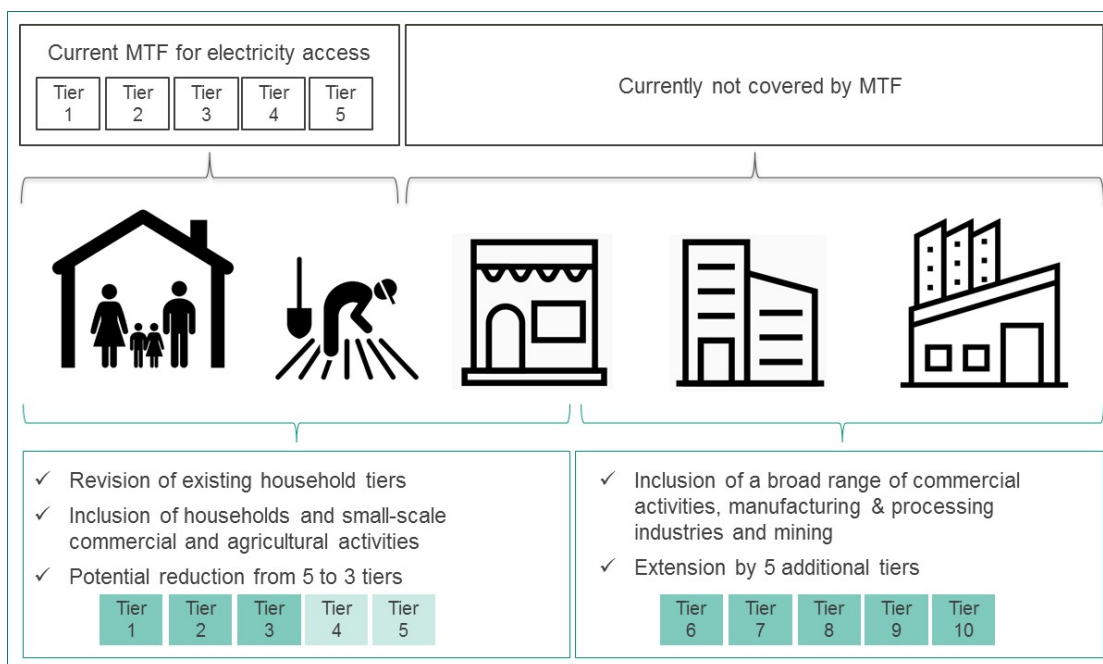 Current MTF for electricity access
Tier 1
Tier 2
Tier 3
Tier 4
Tier 5
Currently not covered by MTF
✓ Revision of existing household tiers
✓ Inclusion of households and small-scale
commercial and agricultural activities
✓ Potential reduction from 5 to 3 tiers
Tier 1
Tier 2
Tier 3
Tier 4
Tier 5
✓ Inclusion of a broad range of commercial
activities, manufacturing & processing
industries and mining
✓ Extension by 5 additional tiers
Tier 6
Tier 7
Tier 8
Tier 9
Tier 10